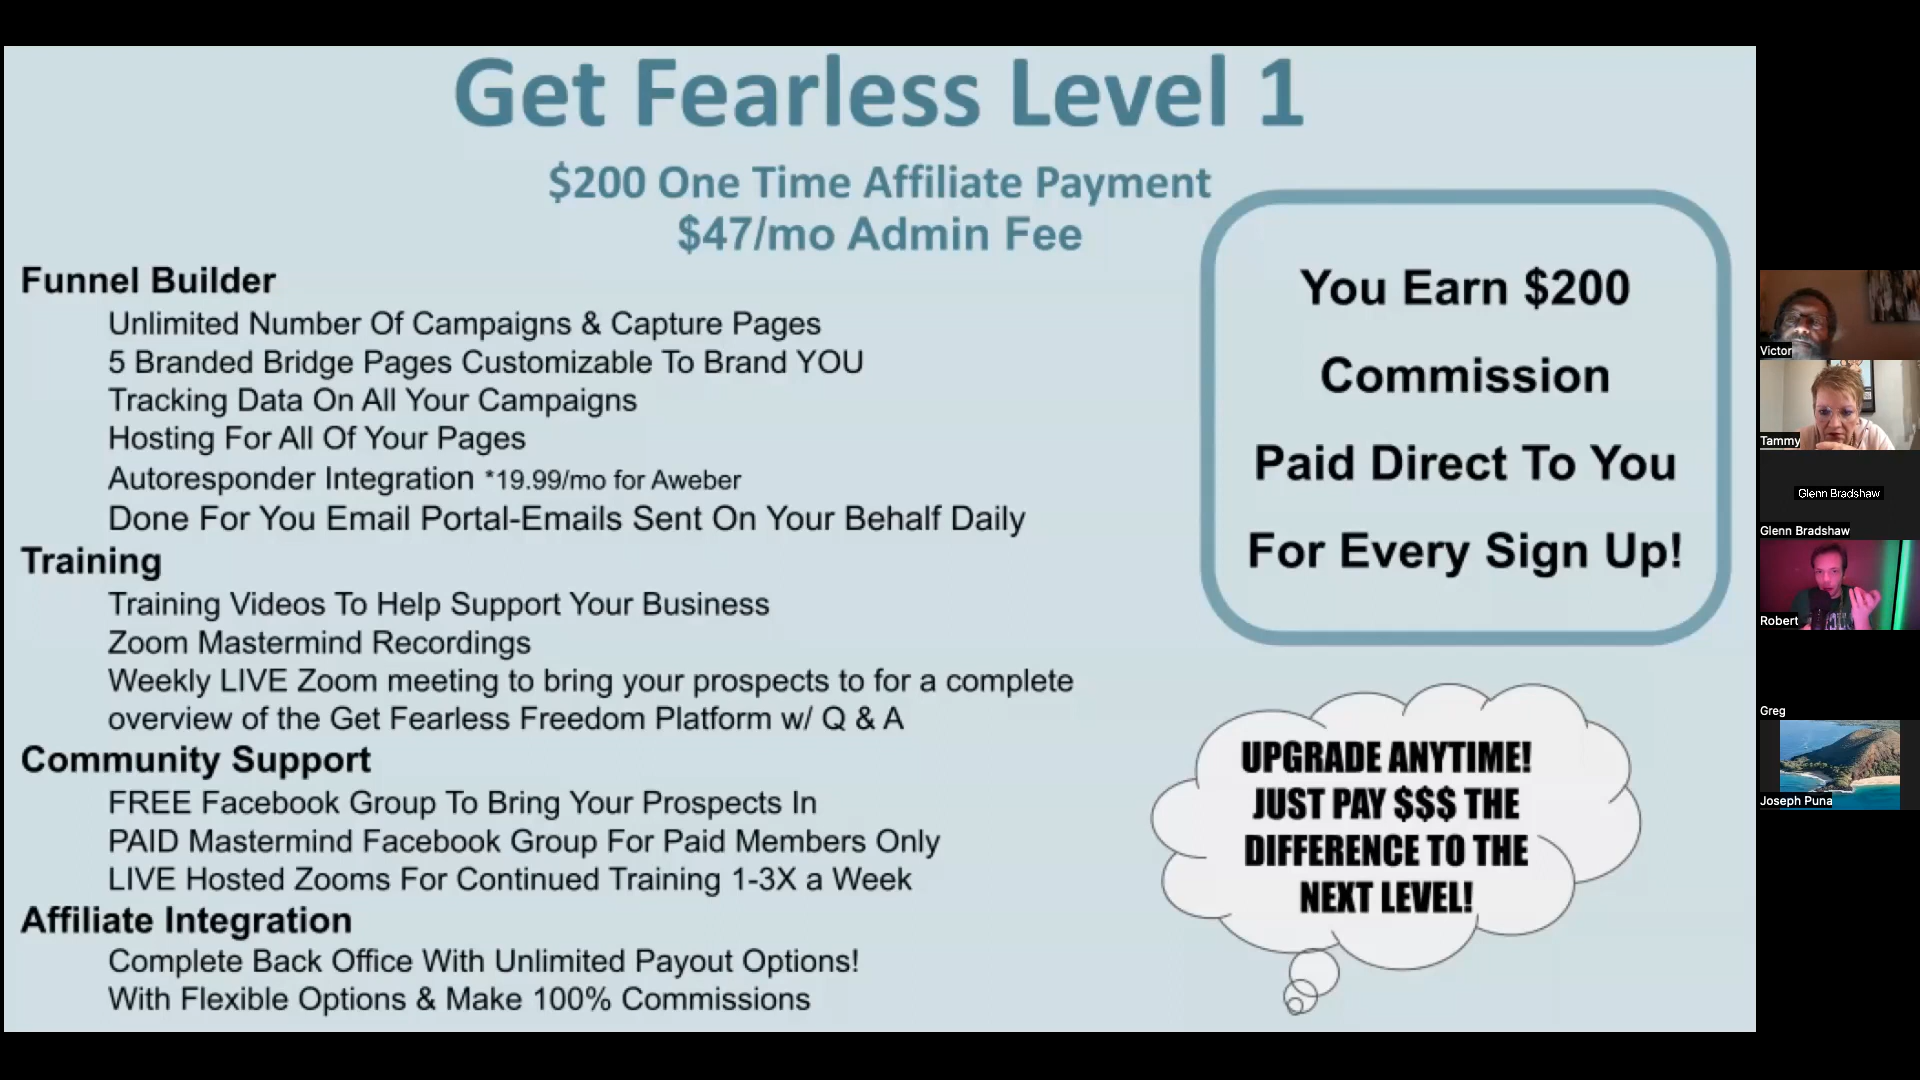 Get Fearless Level 1
$200 One Time Affiliate Payment
$47/mo Admin Fee
Funnel Builder
Unlimited Number Of Campaigns & Capture Pages
5 Branded Bridge Pages Customizable To Brand YOU
Tracking Data On All Your Campaigns
Hosting For All Of Your Pages
Autoresponder Integration *19.99/mo for Aweber
Done For You Email Portal-Emails Sent On Your Behalf Daily
Training
Training Videos To Help Support Your Business
Zoom Mastermind Recordings
Weekly LIVE Zoom meeting to bring your prospects to for a complete
overview of the Get Fearless Freedom Platform w/ Q & A
Community Support
FREE Facebook Group To Bring Your Prospects In
PAID Mastermind Facebook Group For Paid Members Only
LIVE Hosted Zooms For Continued Training 1-3X a Week
Affiliate Integration
Complete Back Office With Unlimited Payout Options!
With Flexible Options & Make 100% Commissions
You Earn $200
Commission
Paid Direct To You
For Every Sign Up!
UPGRADE ANYTIME!
JUST PAY $$$ THE
DIFFERENCE TO THE
NEXT LEVEL!
Victor
Tammy
Glenn Bradshaw
Glenn Bradshaw
Robert
Greg
Joseph Puna